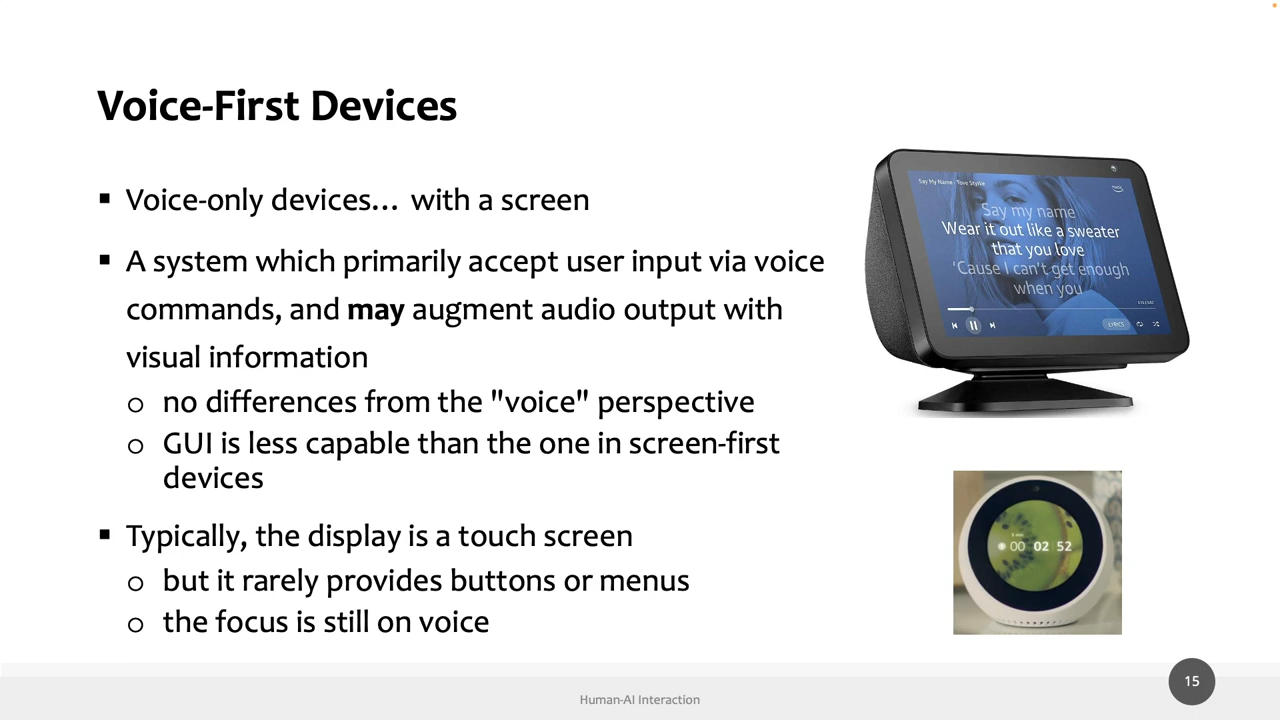 Voice-First Devices
▪ Voice-only devices… with a screen
▪ A system which primarily accept user input via voice
commands, and may augment audio output with
visual information
o no differences from the "voice" perspective
o GUI is less capable than the one in screen-first
devices
▪ Typically, the display is a touch screen
o but it rarely provides buttons or menus
o the focus is still on voice
Say My Name · Tove Styrke
Say my name
Wear it out like a sweater
that you love
'Cause I can't get enough
when you
LYRICS
00 02 52
Human-AI Interaction
15